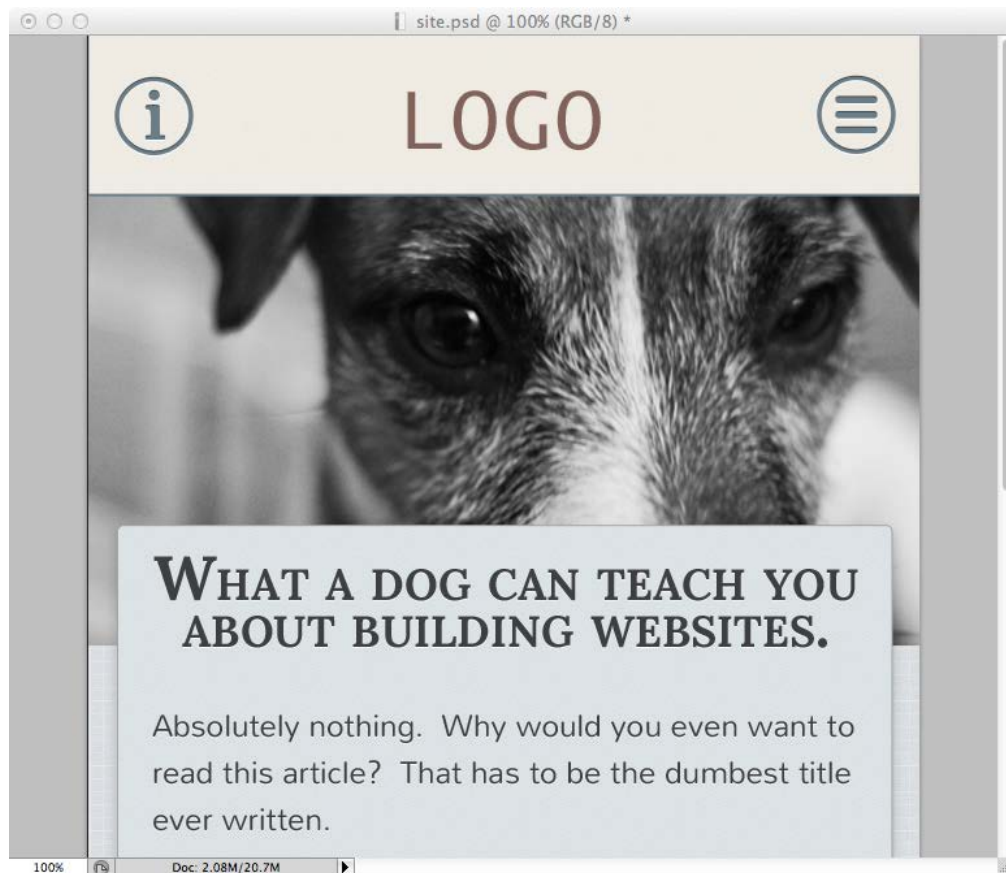 site.psd @ 100% (RGB/8) *
i
LOGO
What a dog can teach you
about building websites.
Absolutely nothing.  Why would you even want to
read this article?  That has to be the dumbest title
ever written.
100%
Doc: 2.08M/20.7M